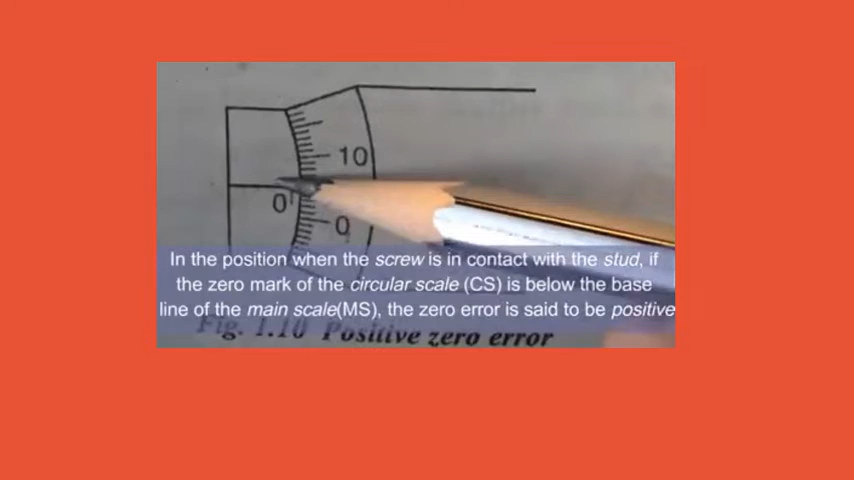 10
0
0
In the position when the screw is in contact with the stud, if
the zero mark of the circular scale (CS) is below the base
line of the main scale(MS), the zero error is said to be positive
Fig. 1.10 Positive zero error